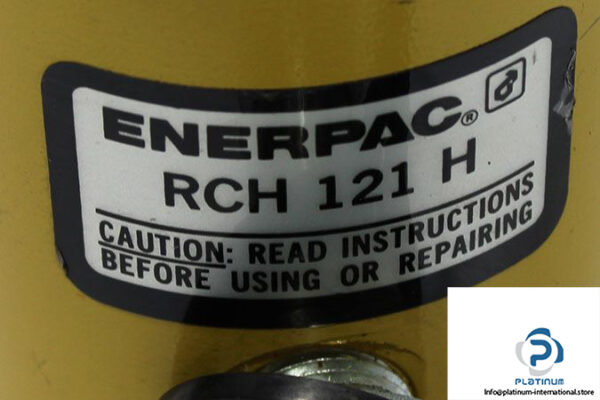 ENERPAC®
RCH 121 H
CAUTION: READ INSTRUCTIONS
BEFORE USING OR REPAIRING
PLATINUM
Info@platinum-international.store